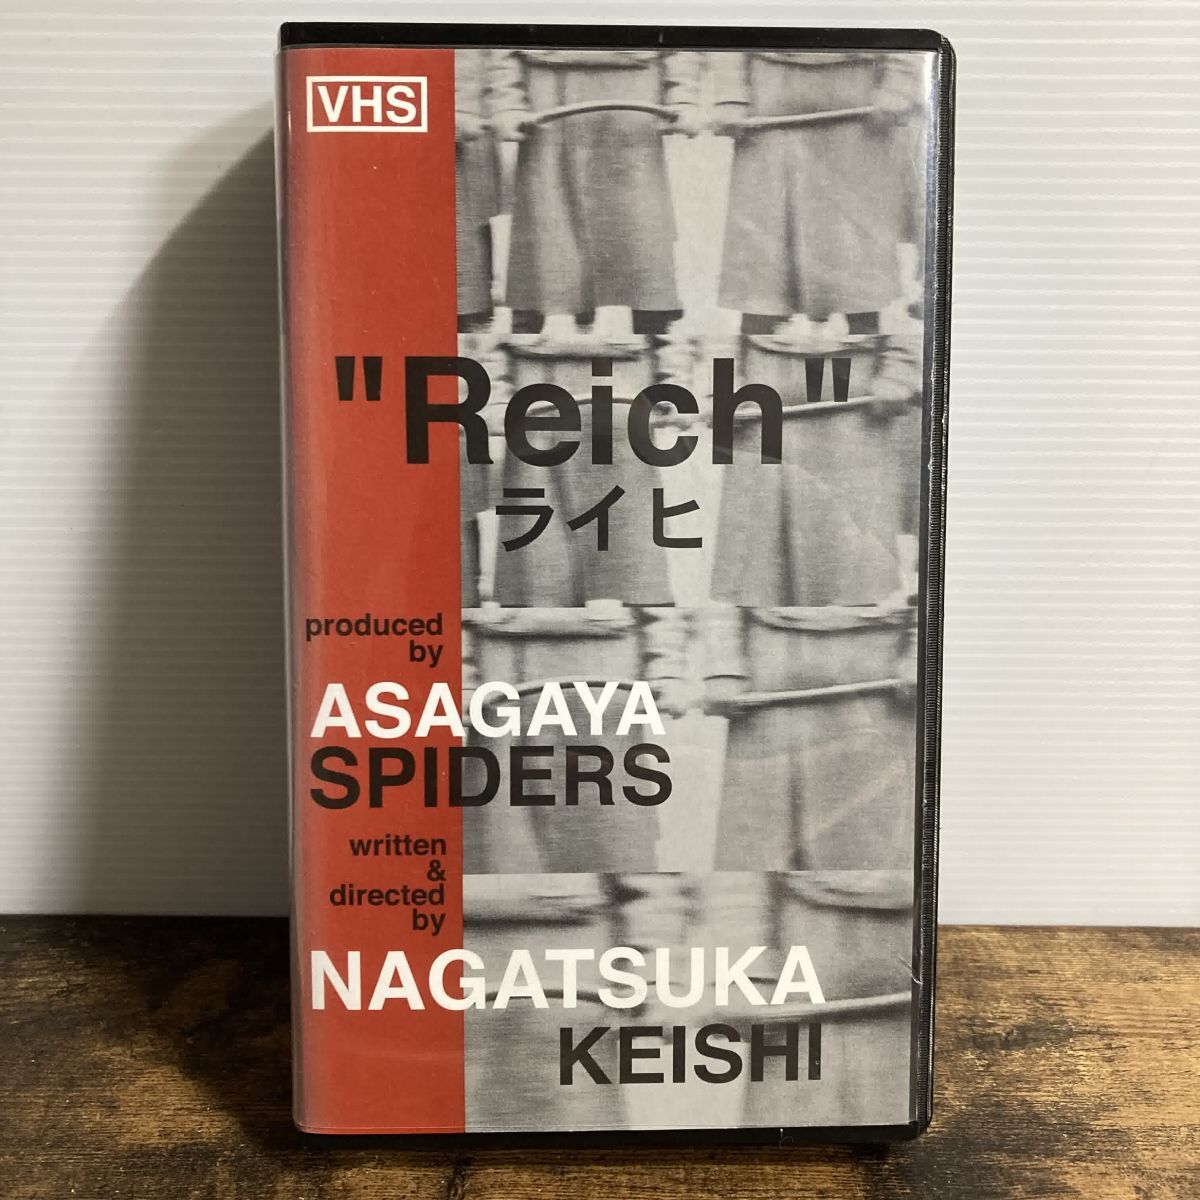 VHS
"Reich"
ライヒ
produced
by
ASAGAYA
SPIDERS
written
&
directed
by
NAGATSUKA
KEISHI